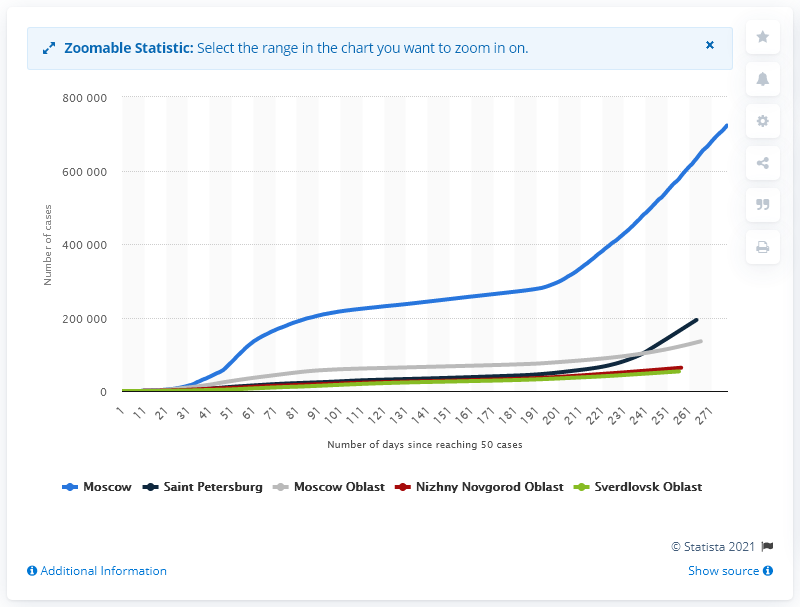 Zoomable Statistic: Select the range in the chart you want to zoom in on.
×
800 000
600 000
400 000
200 000
0
Number of cases
1 11 21 31 41 51 61 71 81 91 101 111 121 131 141 151 161 171 181 191 201 211 221 231 241 251 261 271
Number of days since reaching 50 cases
Moscow Saint Petersburg Moscow Oblast Nizhny Novgorod Oblast Sverdlovsk Oblast
© Statista 2021
Additional Information Show source